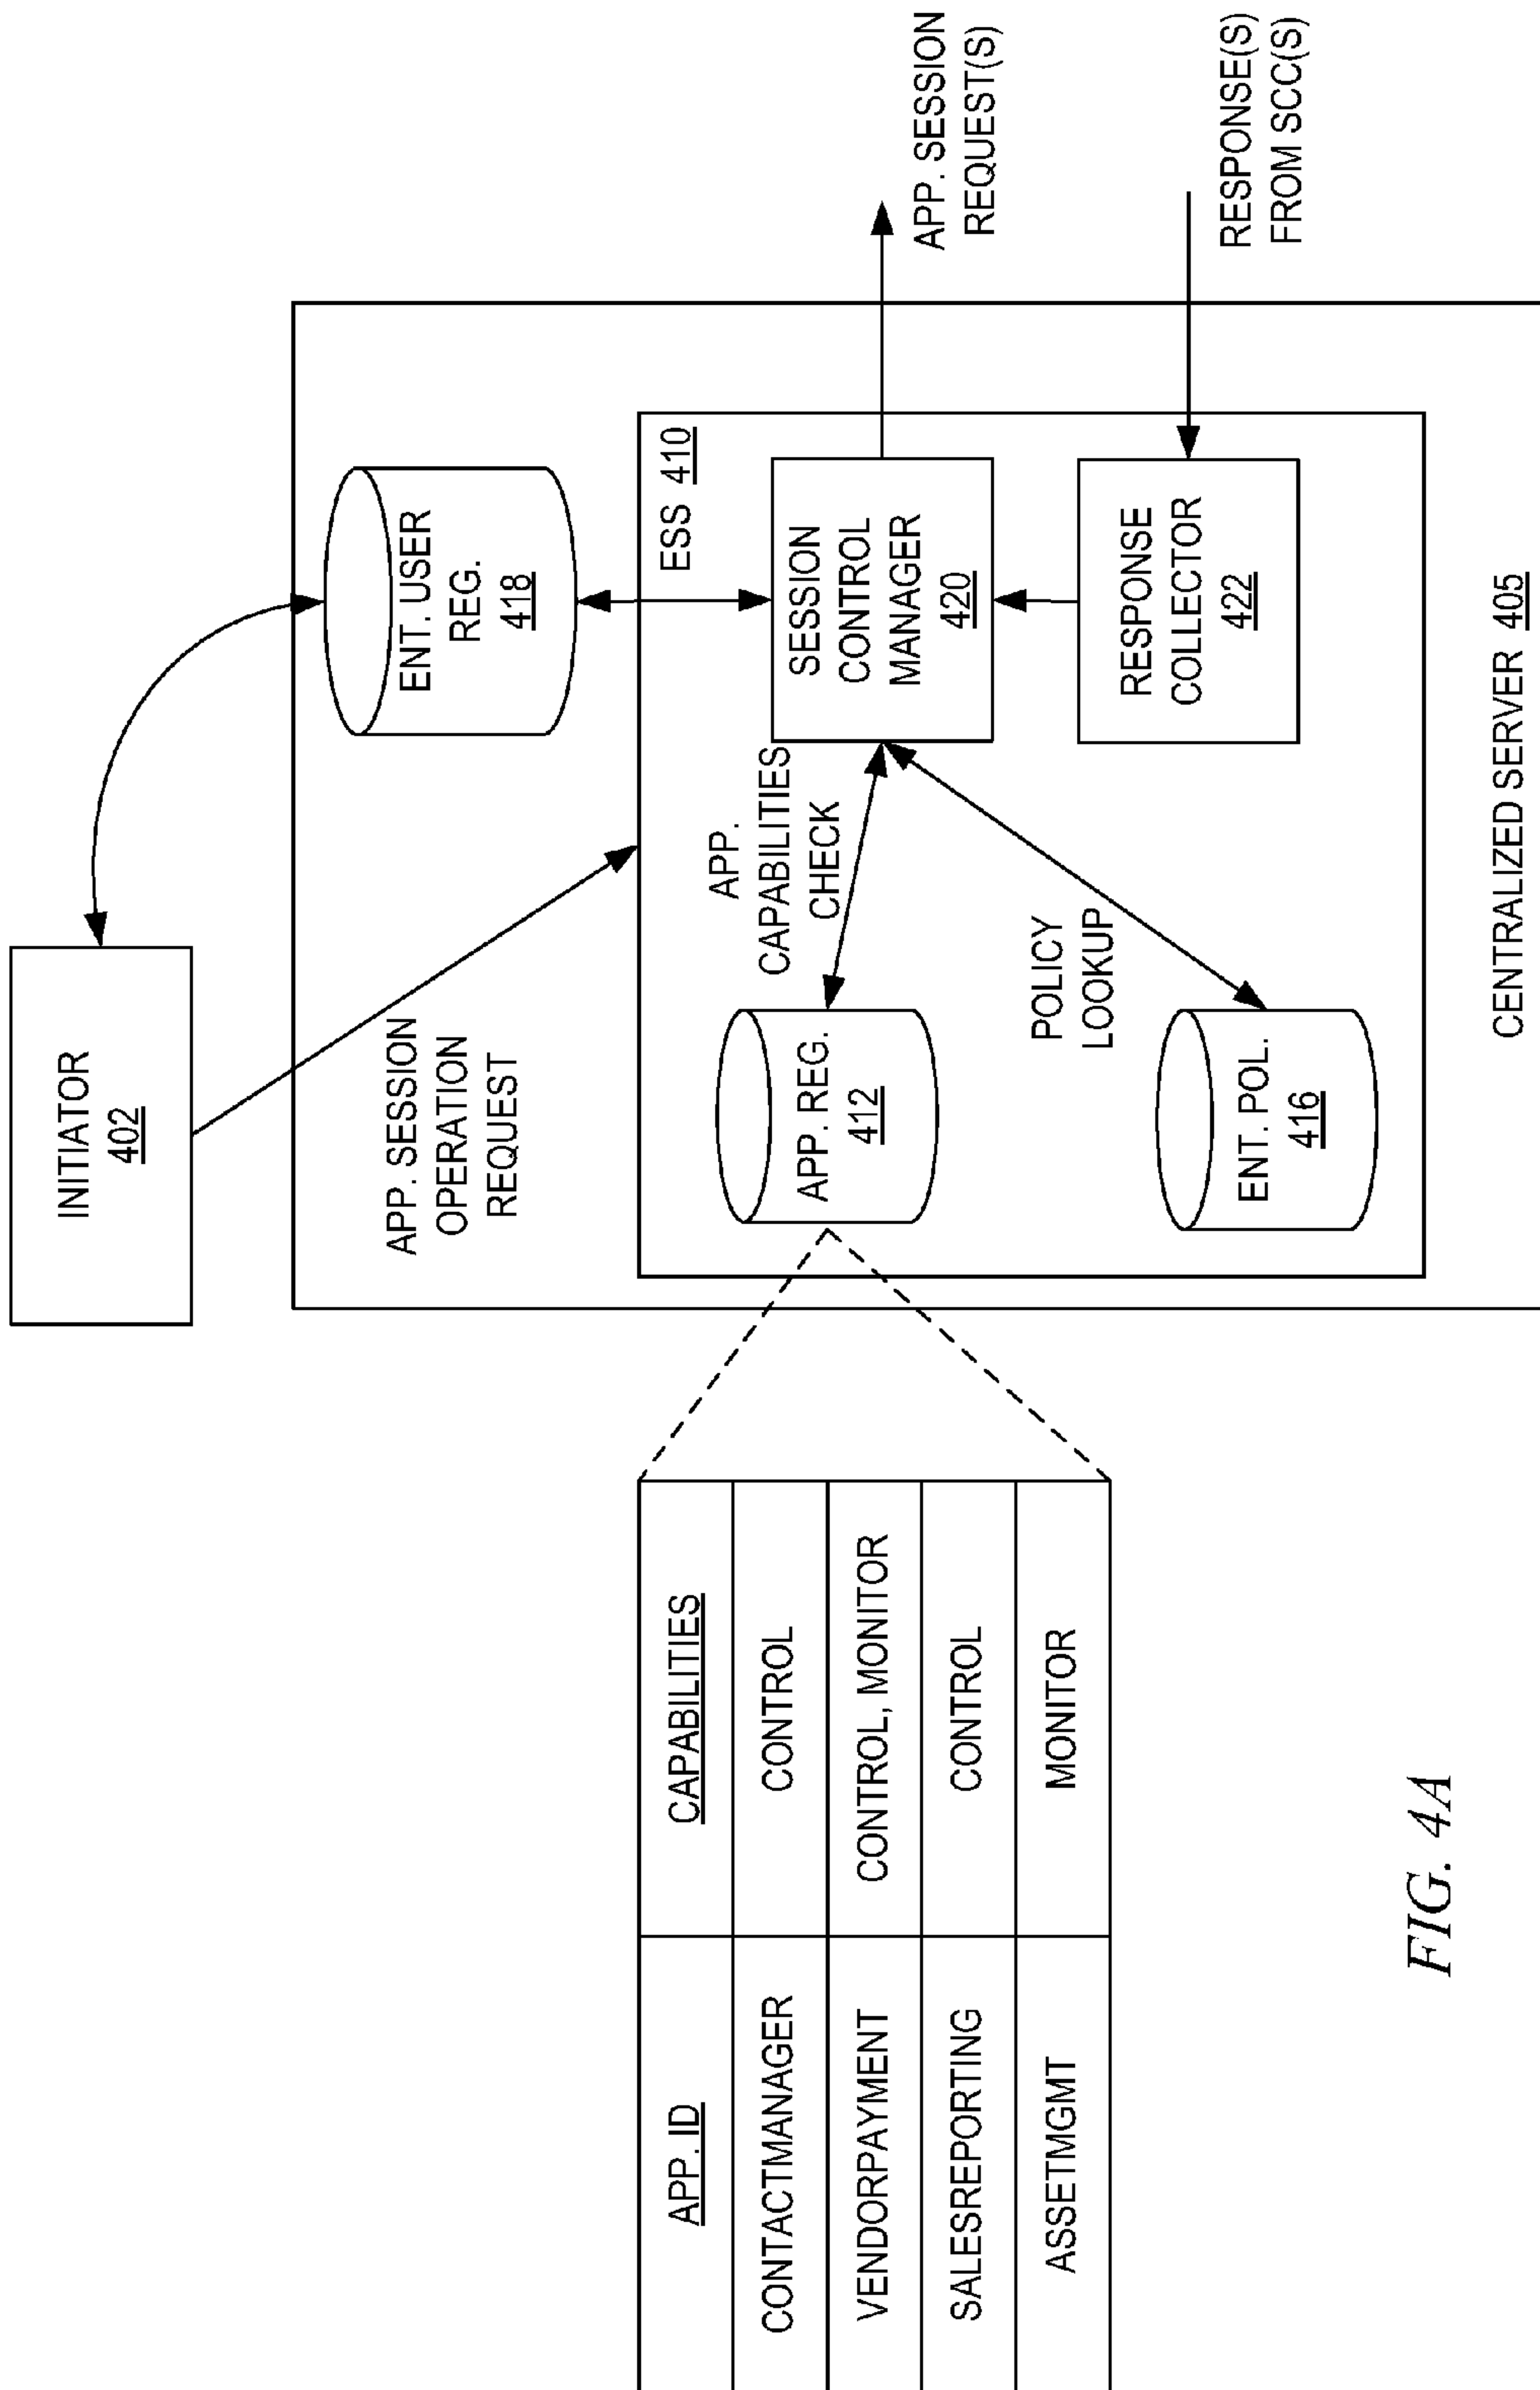 INITIATOR
402
APP. SESSION
OPERATION
REQUEST
ENT. USER
REG.
418
ESS 410
APP.
CAPABILITIES
CHECK
SESSION
CONTROL
MANAGER
420
APP. SESSION
REQUEST(S)
APP. REG.
412
POLICY
LOOKUP
ENT. POL.
416
RESPONSE
COLLECTOR
422
RESPONSE(S)
FROM SCC(S)
CENTRALIZED SERVER 405
APP. ID CAPABILITIES
CONTACTMANAGER CONTROL
VENDORPAYMENT CONTROL, MONITOR
SALESREPORTING CONTROL
ASSETMGMT MONITOR
FIG. 4A